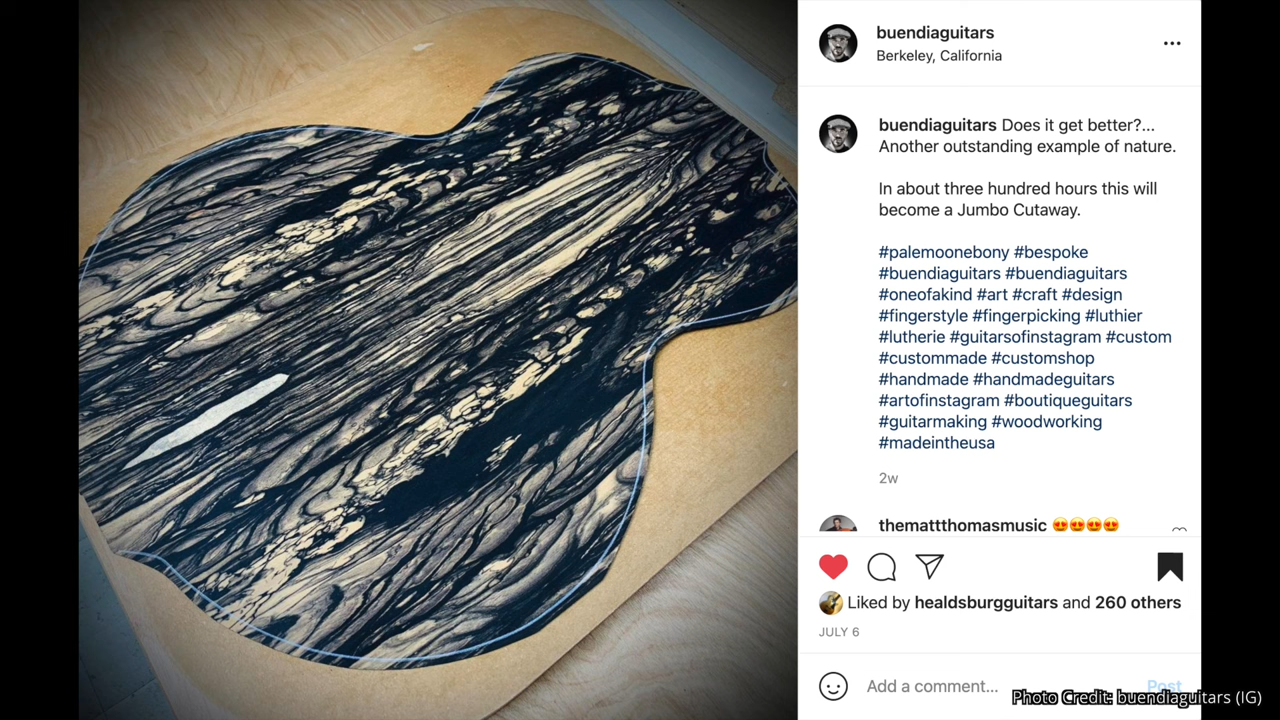 buendiaguitars
Berkeley, California
buendiaguitars Does it get better?...
Another outstanding example of nature.
In about three hundred hours this will
become a Jumbo Cutaway.
#palemoonebony #bespoke
#buendiaguitars #buendiaguitars
#oneofakind #art #craft #design
#fingerstyle #fingerpicking #luthier
#lutherie #guitarsofinstagram #custom
#custommade #customshop
#handmade #handmadeguitars
#artofinstagram #boutiqueguitars
#guitarmaking #woodworking
#madeintheusa
2w
themattthomasmusic 😍😍😍😍
Liked by healdsburgguitars and 260 others
JULY 6
Add a comment...
Post
Photo Credit: buendiaguitars (IG)